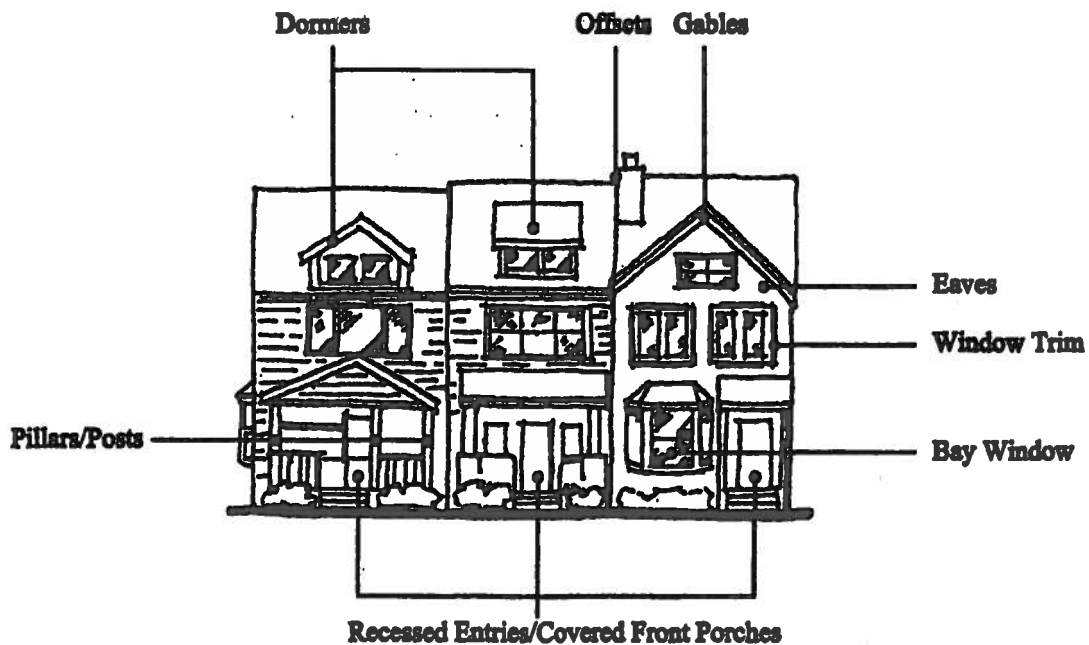 Dormers
Offsets
Gables
Eaves
Window Trim
Pillars/Posts
Bay Window
Recessed Entries/Covered Front Porches